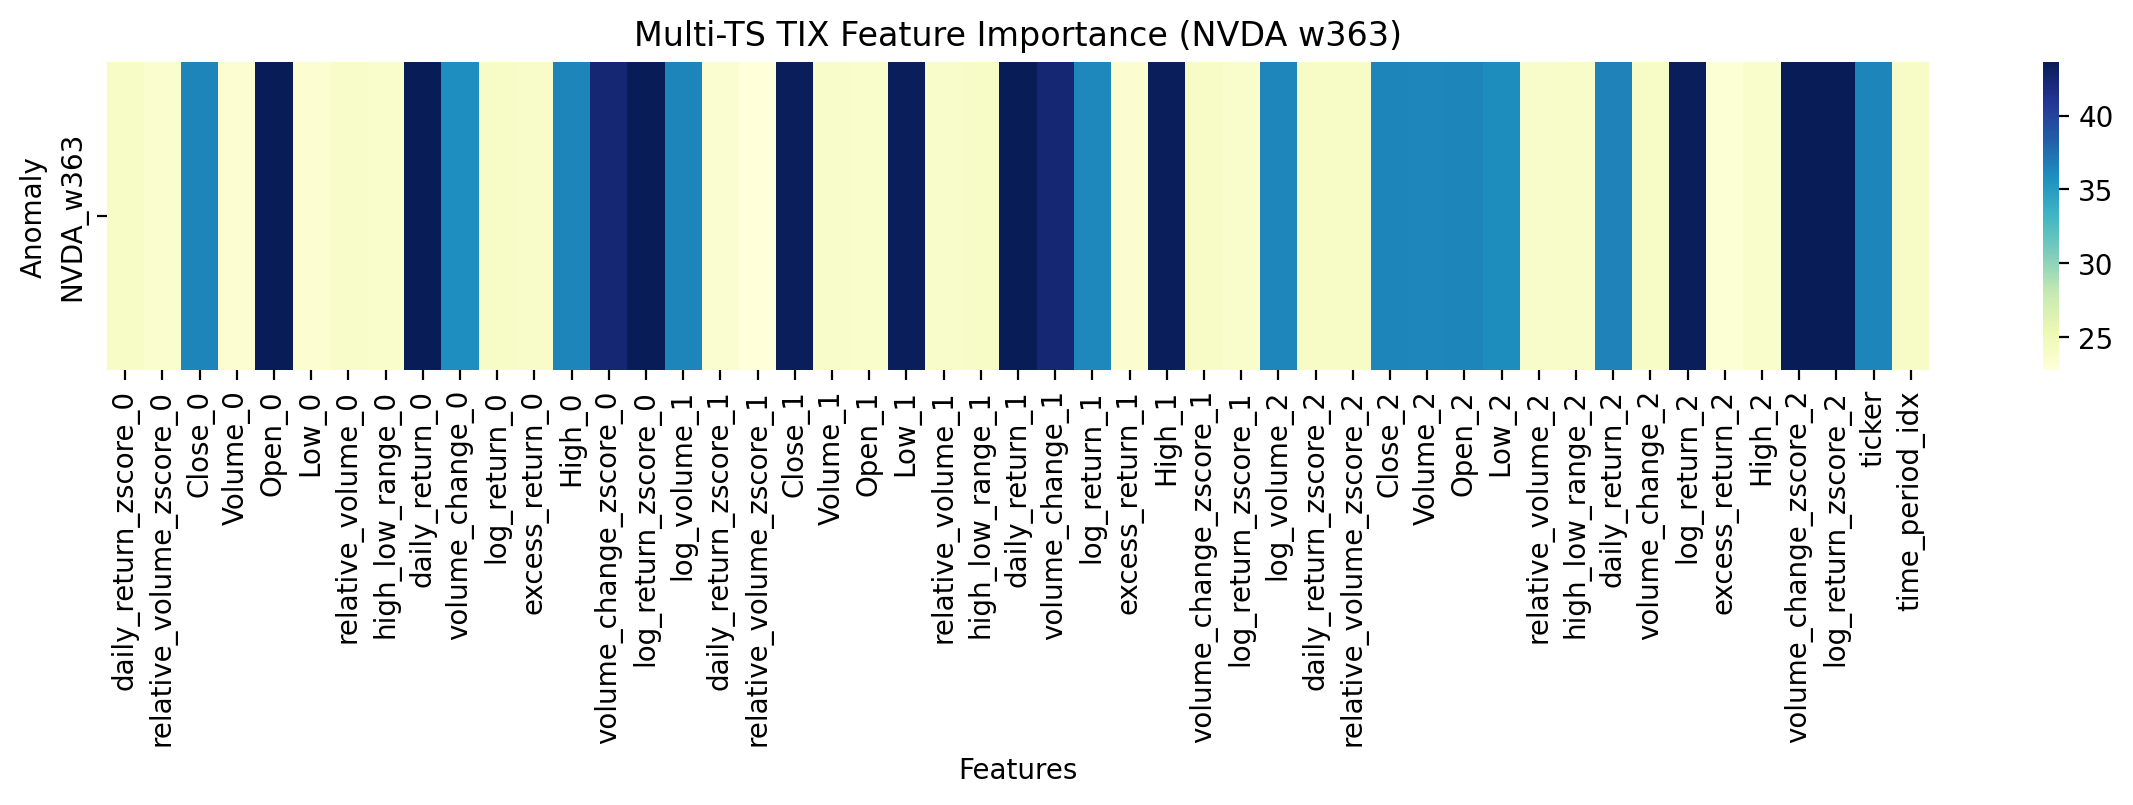 Multi-TS TIX Feature Importance (NVDA w363)
Anomaly
NVDA_w363
40
35
30
25
daily_return_zscore_0
relative_volume_zscore_0
Close_0
Volume_0
Open_0
Low_0
relative_volume_0
high_low_range_0
daily_return_0
volume_change_0
log_return_0
excess_return_0
High_0
volume_change_zscore_0
log_return_zscore_0
log_volume_1
daily_return_zscore_1
relative_volume_zscore_1
Close_1
Volume_1
Open_1
Low_1
relative_volume_1
high_low_range_1
daily_return_1
volume_change_1
log_return_1
excess_return_1
High_1
volume_change_zscore_1
log_return_zscore_1
log_volume_2
daily_return_zscore_2
relative_volume_zscore_2
Close_2
Volume_2
Open_2
Low_2
relative_volume_2
high_low_range_2
daily_return_2
volume_change_2
log_return_2
excess_return_2
High_2
volume_change_zscore_2
log_return_zscore_2
ticker
time_period_idx
Features